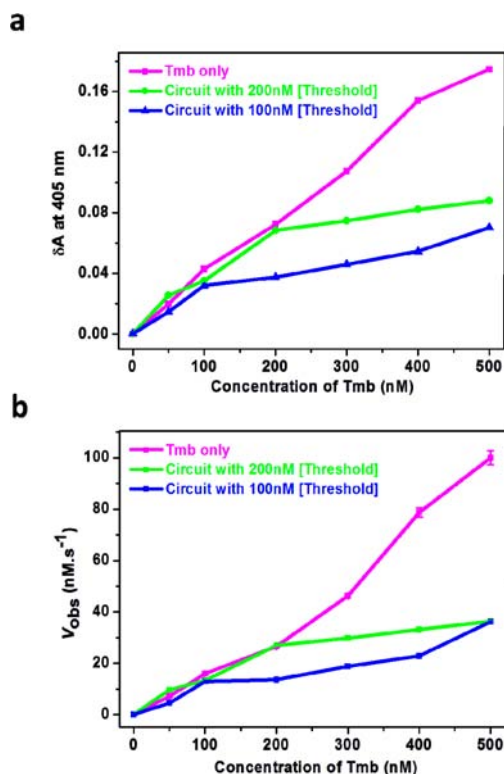 a
Tmb only
Circuit with 200nM [Threshold]
Circuit with 100nM [Threshold]
0.16
0.12
0.08
0.04
0.00
δA at 405 nm
0 100 200 300 400 500
Concentration of Tmb (nM)
b
Tmb only
Circuit with 200nM [Threshold]
Circuit with 100nM [Threshold]
100
80
60
40
20
0
Vobs (nM.s-1)
0 100 200 300 400 500
Concentration of Tmb (nM)